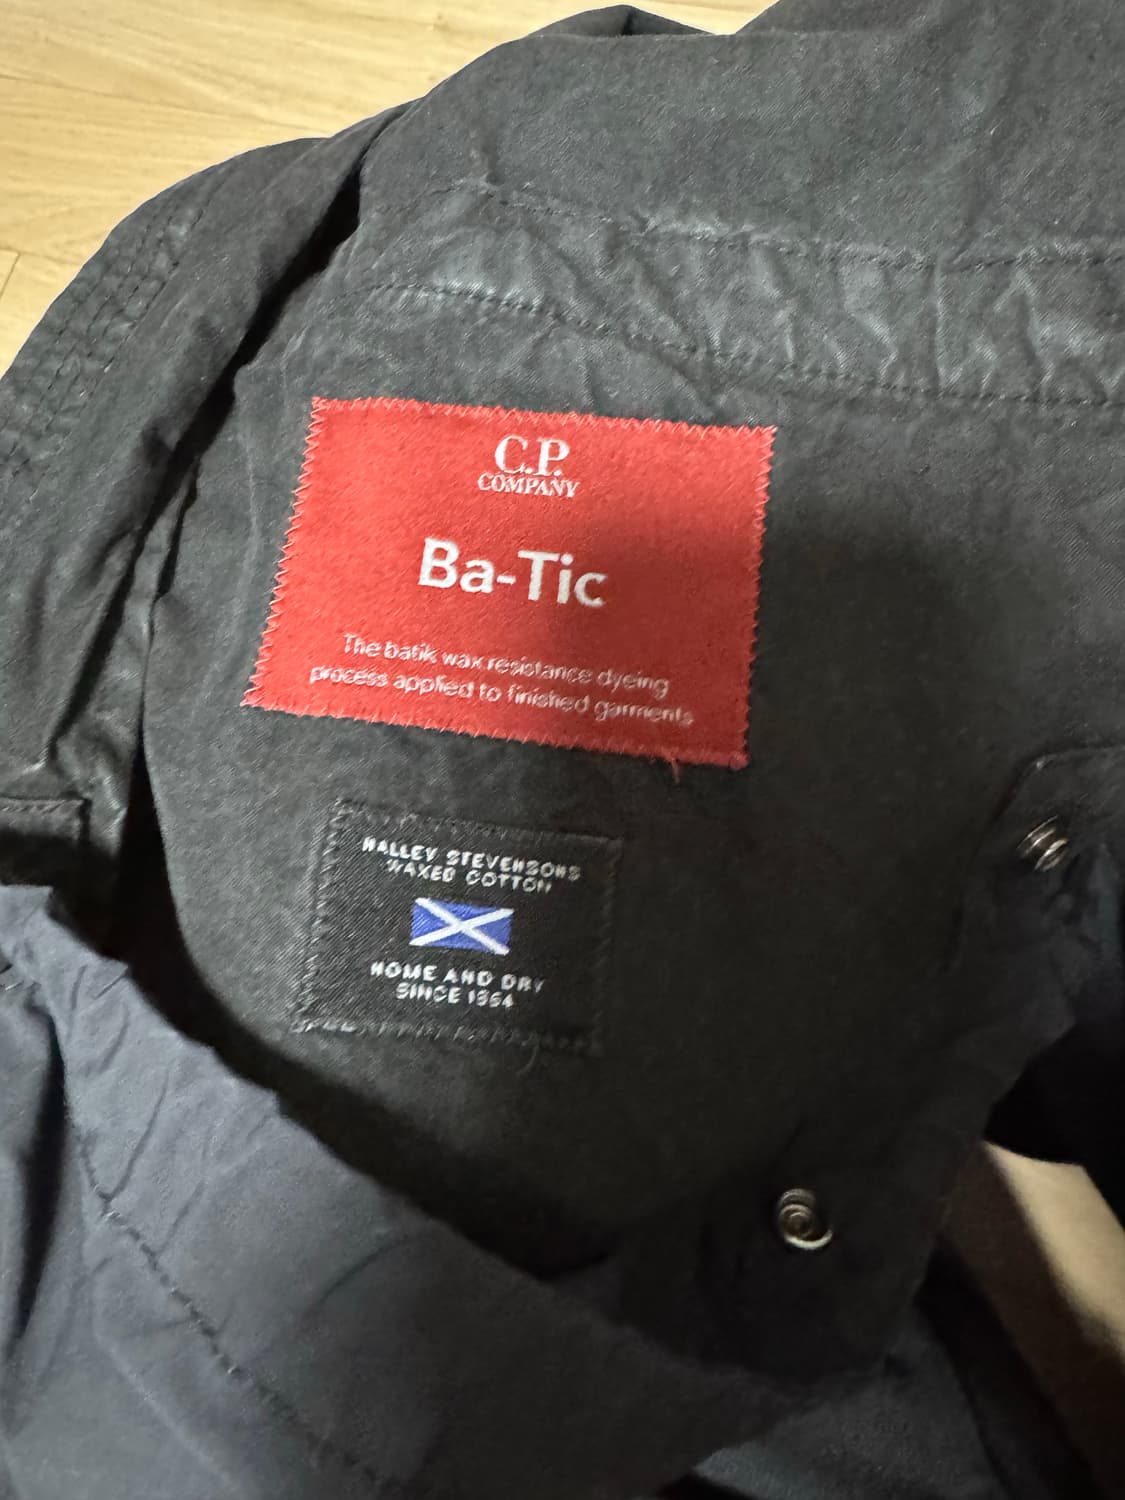 C.P.
COMPANY
Ba-Tic
The batik wax resistance dyeing
process applied to finished garments
HALLEY STEVENSONS
WAXED COTTON
HOME AND DRY
SINCE 1864